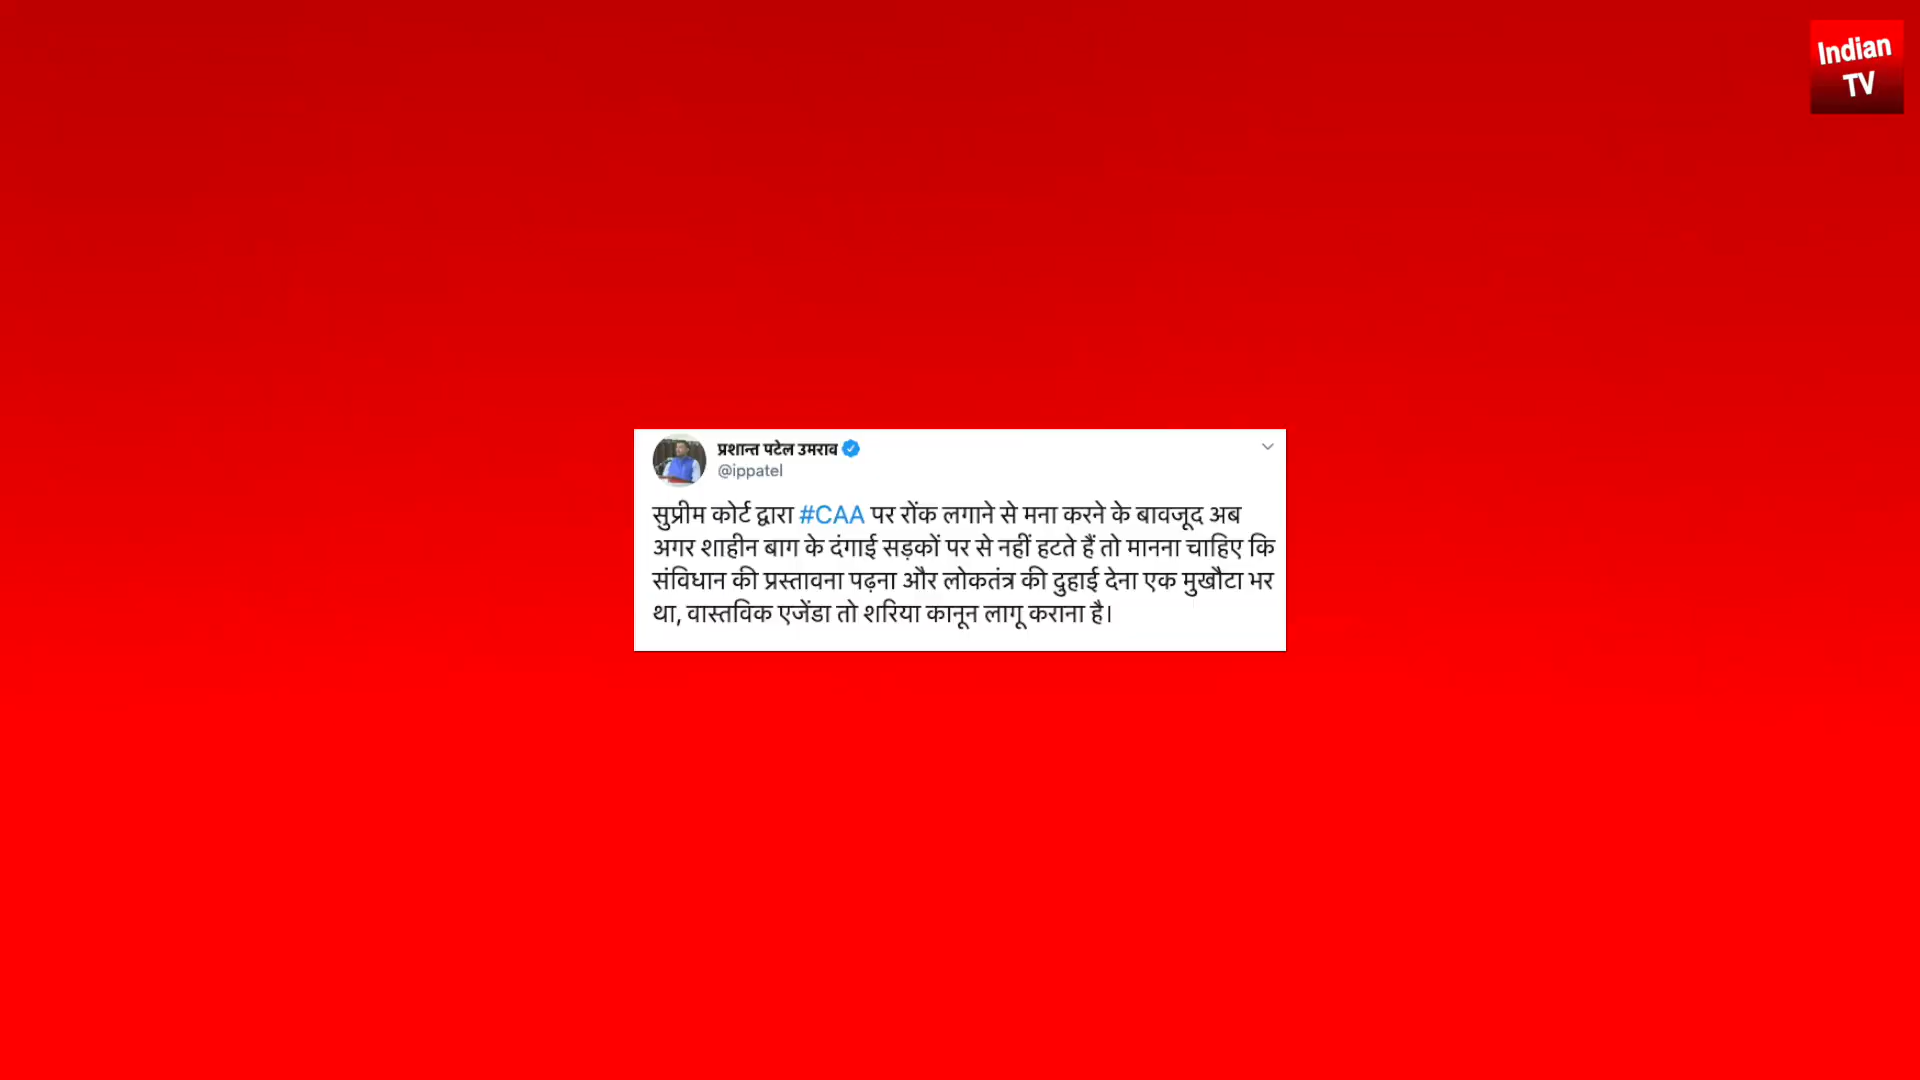 Indian
TV
प्रशान्त पटेल उमराव
@ippatel
सुप्रीम कोर्ट द्वारा #CAA पर रोंक लगाने से मना करने के बावजूद अब
अगर शाहीन बाग के दंगाई सड़कों पर से नहीं हटते हैं तो मानना चाहिए कि
संविधान की प्रस्तावना पढ़ना और लोकतंत्र की दुहाई देना एक मुखौटा भर
था, वास्तविक एजेंडा तो शरिया कानून लागू कराना है।